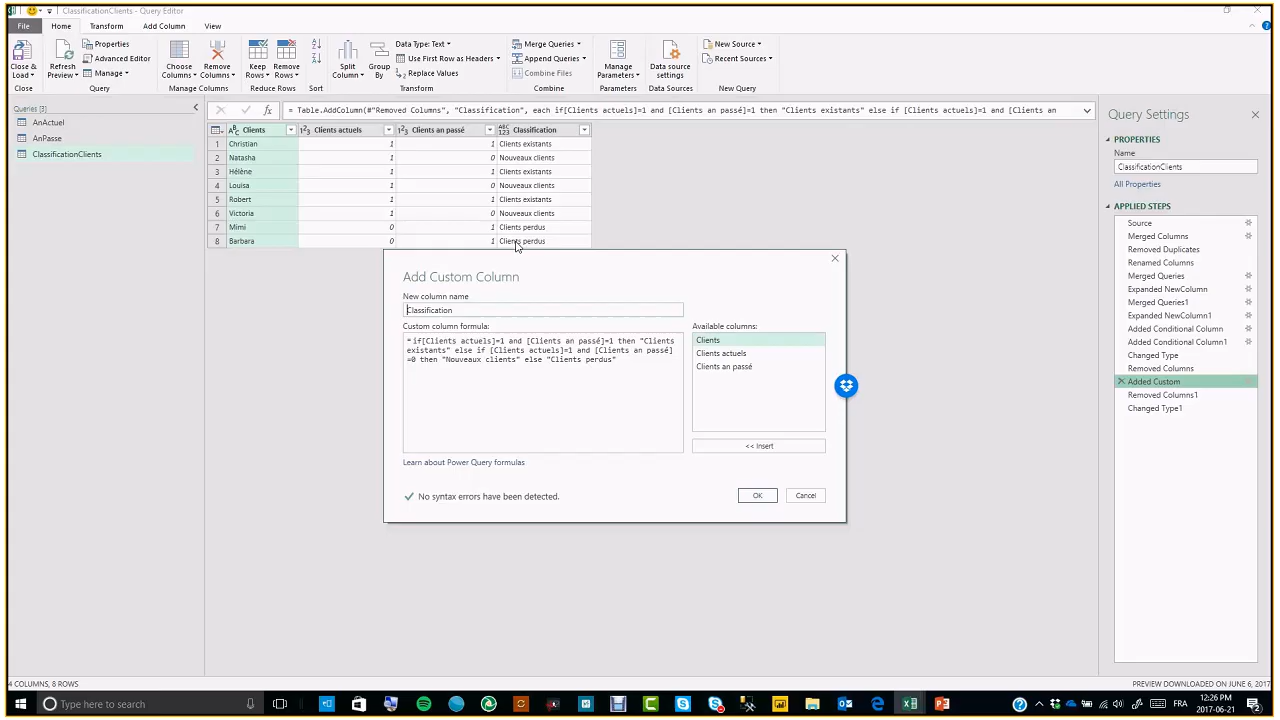 ClassificationClients - Query Editor
File Home Transform Add Column View
Close & Load
Close
Refresh Preview
Properties
Advanced Editor
Manage
Query
Choose Columns
Remove Columns
Manage Columns
Keep Rows
Remove Rows
Reduce Rows
Sort
Split Column
Group By
Data Type: Text
Use First Row as Headers
Replace Values
Transform
Merge Queries
Append Queries
Combine Files
Combine
Manage Parameters
Parameters
Data source settings
Data Sources
New Source
Recent Sources
New Query
Queries [3]
AnActuel
AnPasse
ClassificationClients
fx = Table.AddColumn(#"Removed Columns", "Classification", each if[Clients actuels]=1 and [Clients an passé]=1 then "Clients existants" else if [Clients actuels]=1 and [Clients an
Clients Clients actuels Clients an passé Classification
1 Christian 1 1 Clients existants
2 Natasha 1 0 Nouveaux clients
3 Hélène 1 1 Clients existants
4 Louisa 1 0 Nouveaux clients
5 Robert 1 1 Clients existants
6 Victoria 1 0 Nouveaux clients
7 Mimi 0 1 Clients perdus
8 Barbara 0 1 Clients perdus
Add Custom Column
New column name
Classification
Custom column formula:
=if[Clients actuels]=1 and [Clients an passé]=1 then "Clients
existants" else if [Clients actuels]=1 and [Clients an passé]
=0 then "Nouveaux clients" else "Clients perdus"
Available columns:
Clients
Clients actuels
Clients an passé
<< Insert
Learn about Power Query formulas
No syntax errors have been detected.
OK Cancel
Query Settings
PROPERTIES
Name
ClassificationClients
All Properties
APPLIED STEPS
Source
Merged Columns
Removed Duplicates
Renamed Columns
Merged Queries
Expanded NewColumn
Merged Queries1
Expanded NewColumn1
Added Conditional Column
Added Conditional Column1
Changed Type
Removed Columns
Added Custom
Removed Columns1
Changed Type1
4 COLUMNS, 8 ROWS
PREVIEW DOWNLOADED ON JUNE 6, 2017
Type here to search
FRA
12:26 PM
2017-06-21